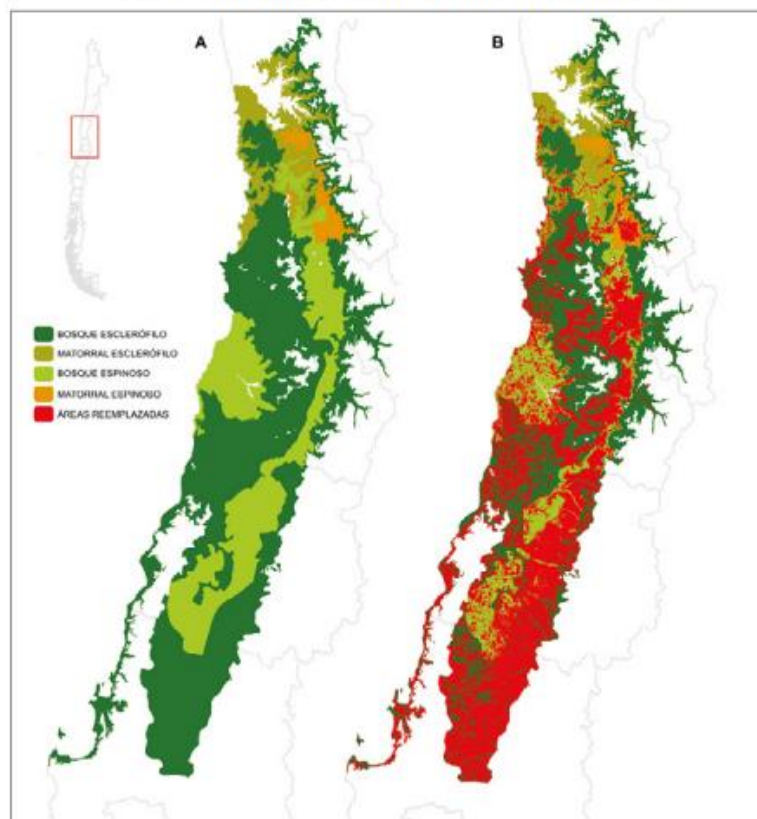 A
B
BOSQUE ESCLERÓFILO
MATORRAL ESCLERÓFILO
BOSQUE ESPINOSO
MATORRAL ESPINOSO
ÁREAS REEMPLAZADAS